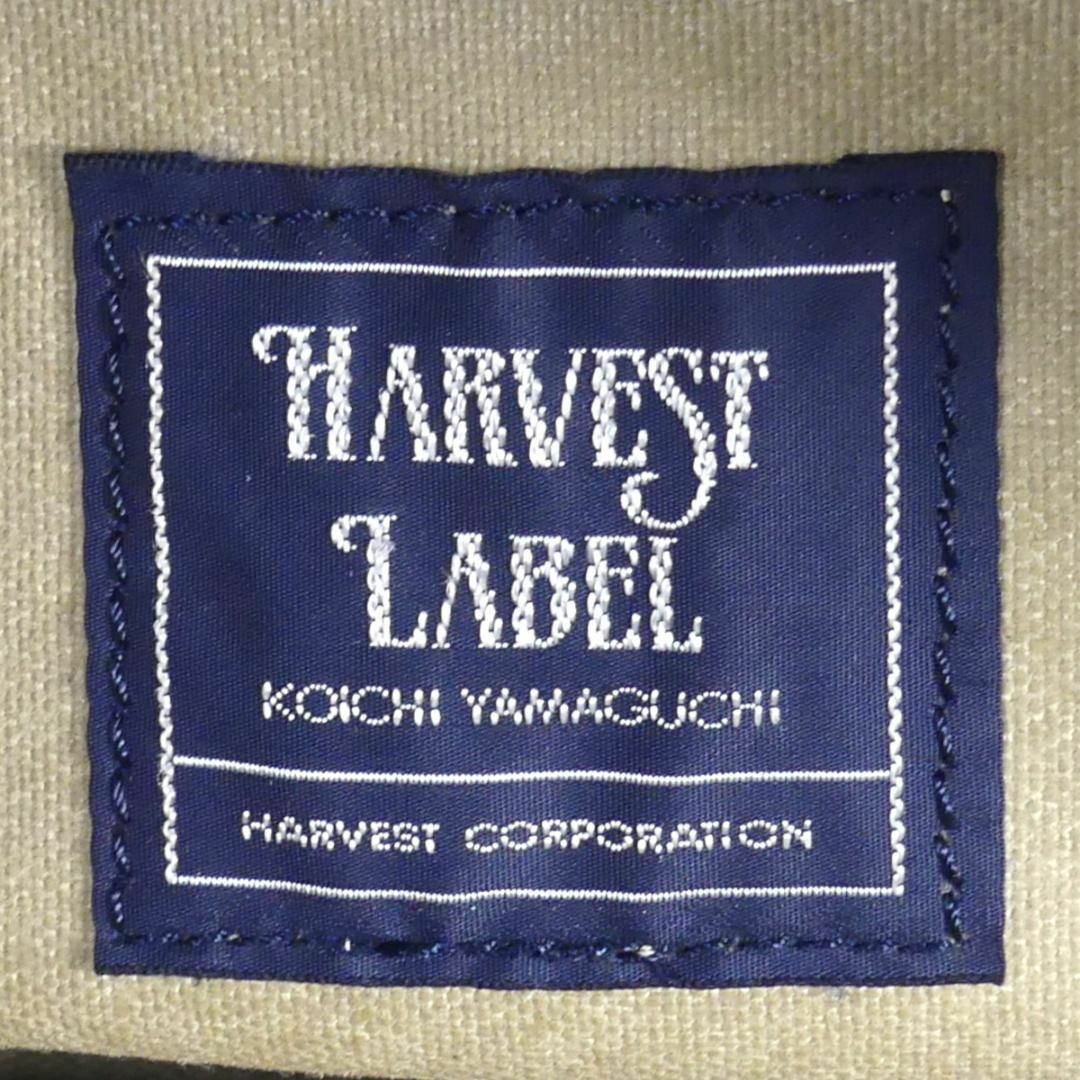 HARVEST
LABEL
KOICHI YAMAGUCHI
HARVEST CORPORATION